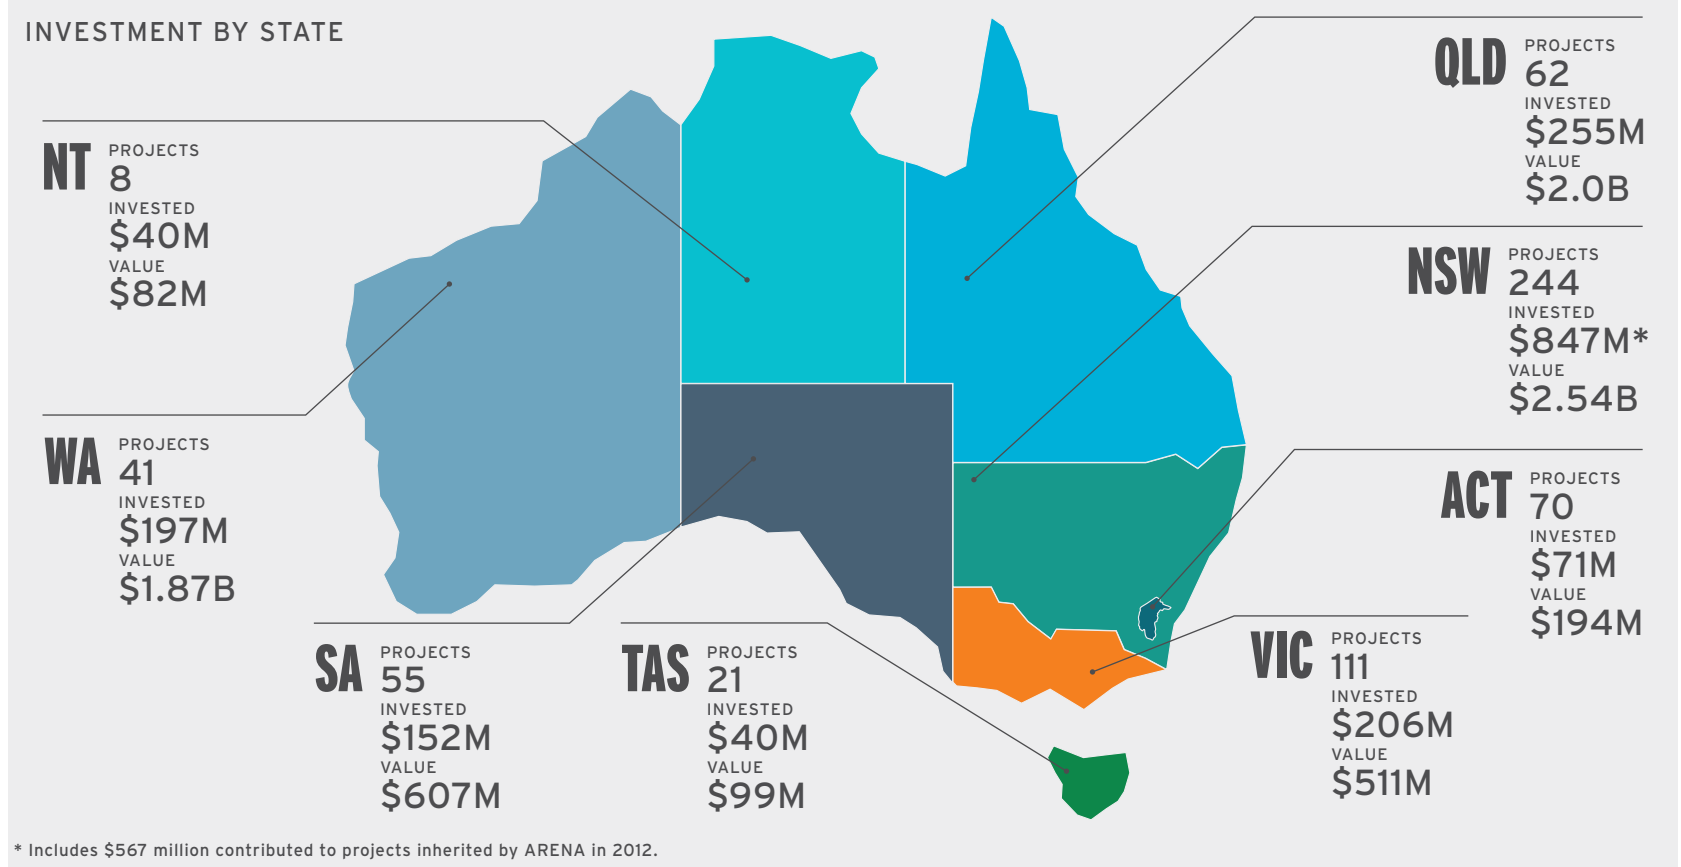 INVESTMENT BY STATE
NT
PROJECTS
8
INVESTED
$40M
VALUE
$82M
WA
PROJECTS
41
INVESTED
$197M
VALUE
$1.87B
SA
PROJECTS
55
INVESTED
$152M
VALUE
$607M
TAS
PROJECTS
21
INVESTED
$40M
VALUE
$99M
QLD
PROJECTS
62
INVESTED
$255M
VALUE
$2.0B
NSW
PROJECTS
244
INVESTED
$847M*
VALUE
$2.54B
ACT
PROJECTS
70
INVESTED
$71M
VALUE
$194M
VIC
PROJECTS
111
INVESTED
$206M
VALUE
$511M
* Includes $567 million contributed to projects inherited by ARENA in 2012.